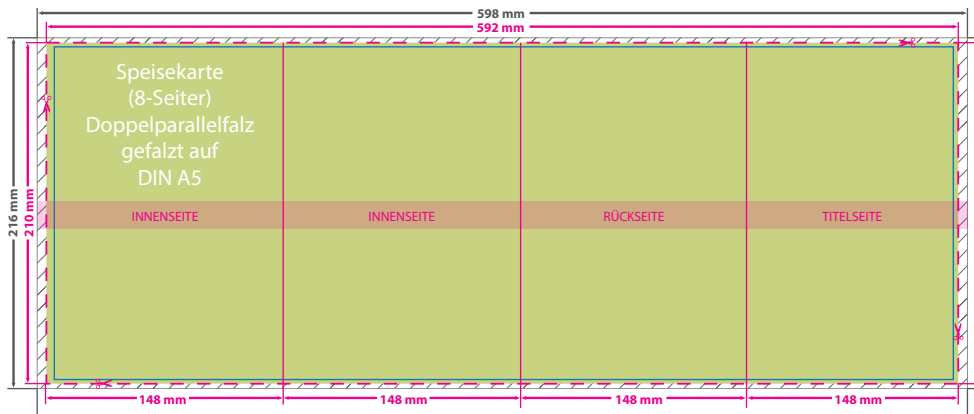 598 mm
592 mm
Speisekarte
(8-Seiter)
Doppelparallelfalz
gefalzt auf
DIN A5
216 mm
210 mm
INNENSEITE
INNENSEITE
RÜCKSEITE
TITELSEITE
148 mm
148 mm
148 mm
148 mm